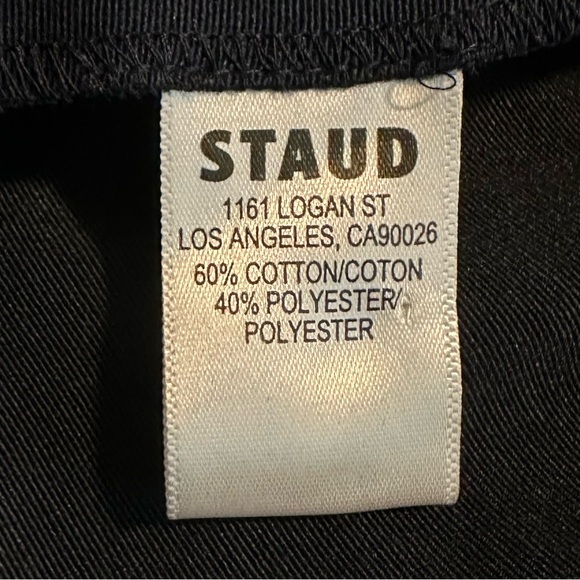 STAUD
1161 LOGAN ST
LOS ANGELES, CA90026
60% COTTON/COTON
40% POLYESTER/
POLYESTER